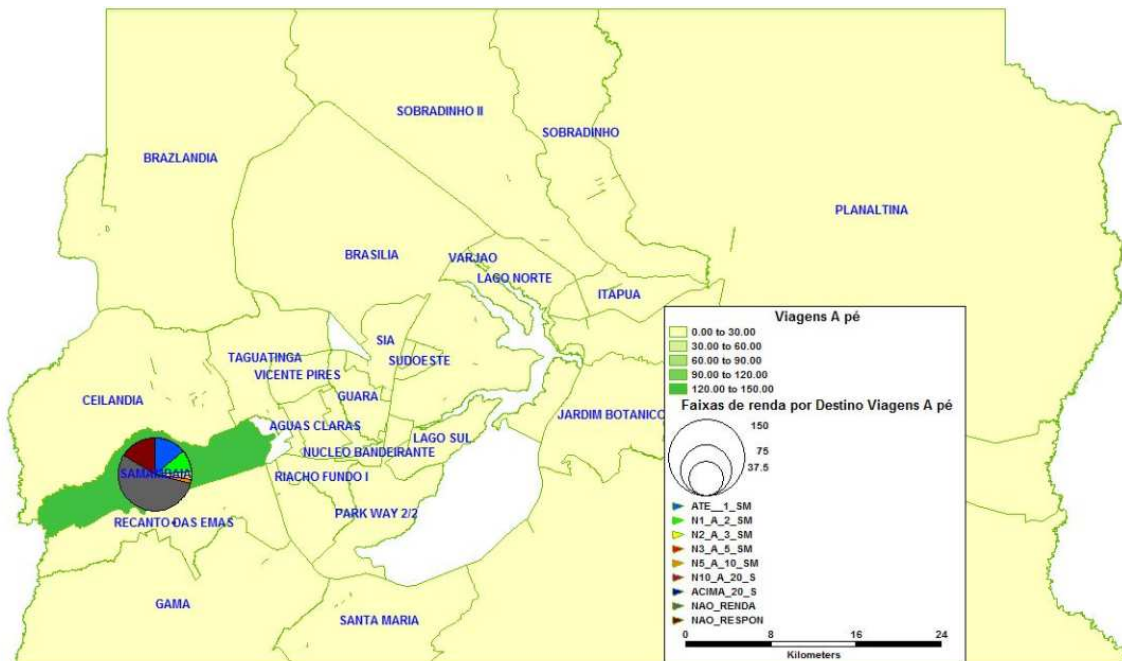 SOBRADINHO II
SOBRADINHO
BRAZLANDIA
PLANALTINA
BRASILIA
VARJAO
LAGO NORTE
ITAPUA
SIA
SUDOESTE
TAGUATINGA
VICENTE PIRES
GUARA
CEILANDIA
AGUAS CLARAS
LAGO SUL
JARDIM BOTANICO
NUCLEO BANDEIRANTE
SAMAMBAIA
RIACHO FUNDO I
PARK WAY 2/2
RECANTO DAS EMAS
GAMA
SANTA MARIA
Viagens A pé
0.00 to 30.00
30.00 to 60.00
60.00 to 90.00
90.00 to 120.00
120.00 to 150.00
Faixas de renda por Destino Viagens A pé
150
75
37.5
ATE__1_SM
N1_A_2_SM
N2_A_3_SM
N3_A_5_SM
N5_A_10_SM
N10_A_20_S
ACIMA_20_S
NAO_RENDA
NAO_RESPON
0 8 16 24
Kilometers